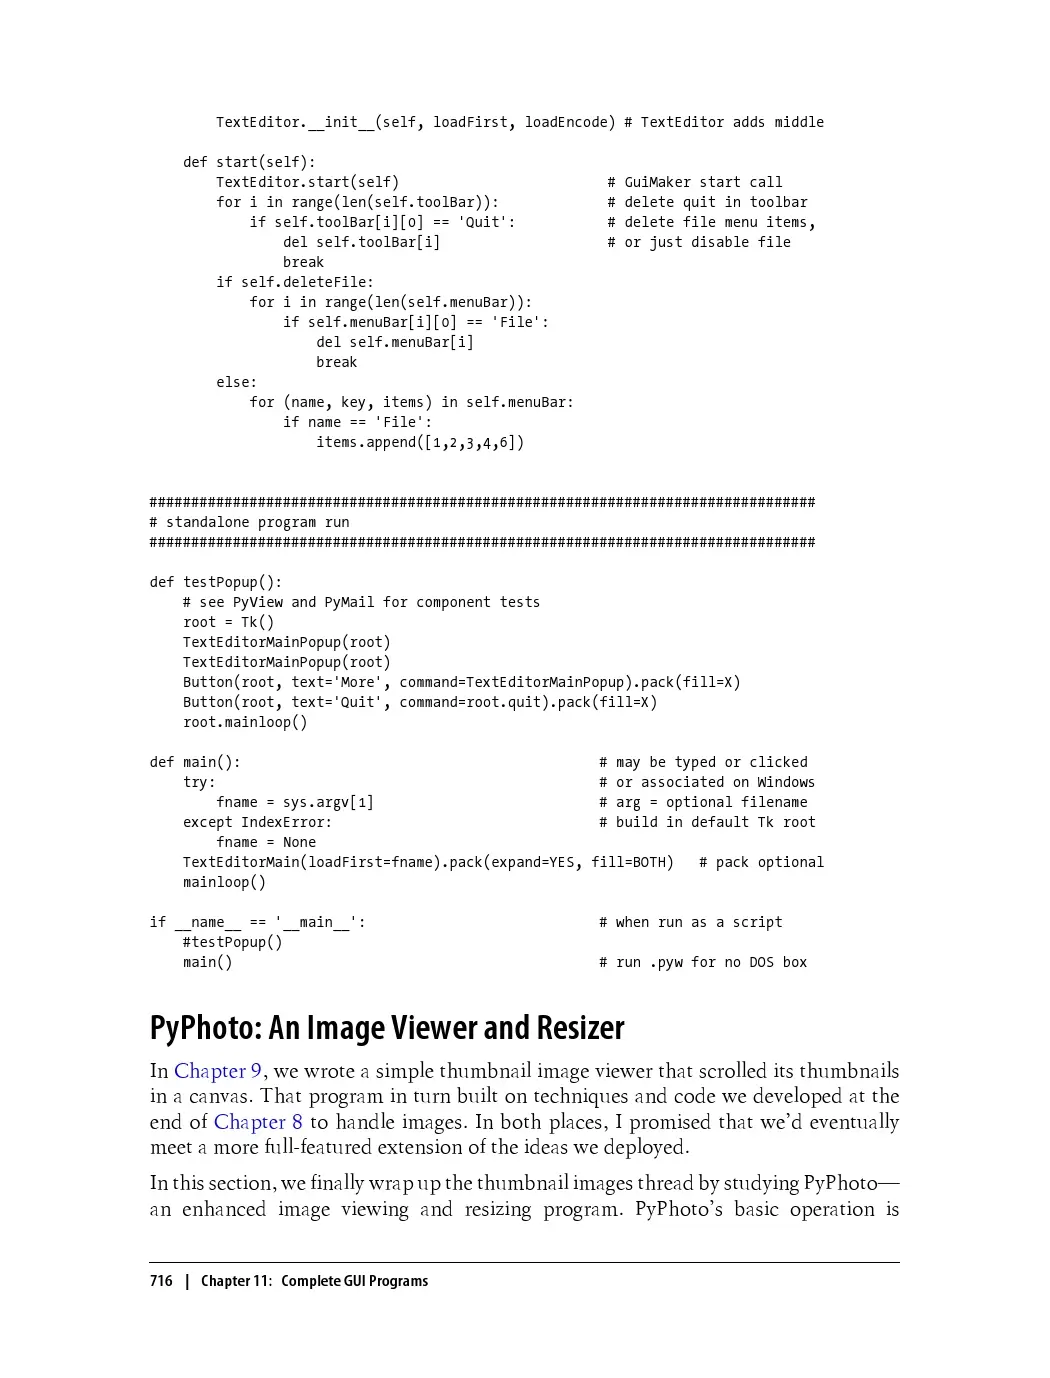 TextEditor.__init__(self, loadFirst, loadEncode) # TextEditor adds middle

    def start(self):
        TextEditor.start(self)                         # GuiMaker start call
        for i in range(len(self.toolBar)):             # delete quit in toolbar
            if self.toolBar[i][0] == 'Quit':           # delete file menu items,
                del self.toolBar[i]                    # or just disable file
                break
        if self.deleteFile:
            for i in range(len(self.menuBar)):
                if self.menuBar[i][0] == 'File':
                    del self.menuBar[i]
                    break
        else:
            for (name, key, items) in self.menuBar:
                if name == 'File':
                    items.append([1,2,3,4,6])

################################################################################
# standalone program run
################################################################################

def testPopup():
    # see PyView and PyMail for component tests
    root = Tk()
    TextEditorMainPopup(root)
    TextEditorMainPopup(root)
    Button(root, text='More', command=TextEditorMainPopup).pack(fill=X)
    Button(root, text='Quit', command=root.quit).pack(fill=X)
    root.mainloop()

def main():                                           # may be typed or clicked
    try:                                              # or associated on Windows
        fname = sys.argv[1]                           # arg = optional filename
    except IndexError:                                # build in default Tk root
        fname = None
    TextEditorMain(loadFirst=fname).pack(expand=YES, fill=BOTH)   # pack optional
    mainloop()

if __name__ == '__main__':                            # when run as a script
    #testPopup()
    main()                                            # run .pyw for no DOS box

PyPhoto: An Image Viewer and Resizer
In Chapter 9, we wrote a simple thumbnail image viewer that scrolled its thumbnails
in a canvas. That program in turn built on techniques and code we developed at the
end of Chapter 8 to handle images. In both places, I promised that we'd eventually
meet a more full-featured extension of the ideas we deployed.
In this section, we finally wrap up the thumbnail images thread by studying PyPhoto—
an enhanced image viewing and resizing program. PyPhoto's basic operation is
716 | Chapter 11: Complete GUI Programs